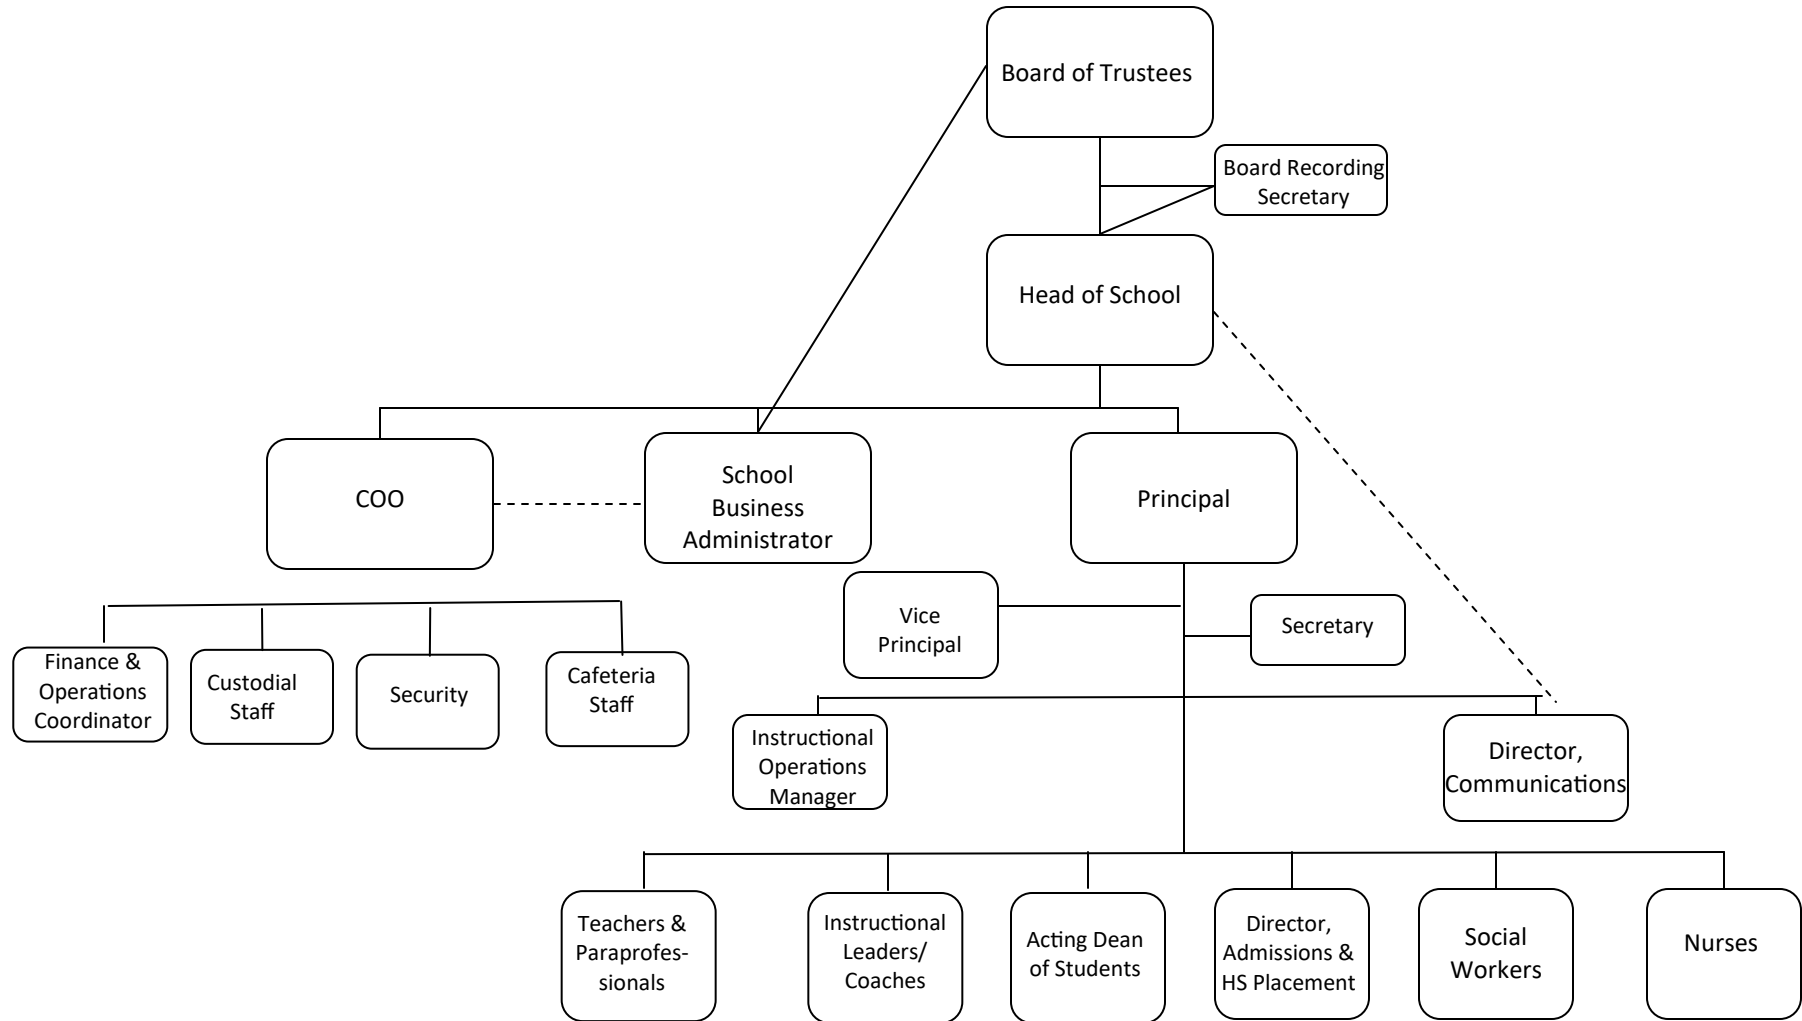 Board of Trustees
Board Recording
Secretary
Head of School
COO
School
Business
Administrator
Principal
Vice
Principal
Secretary
Finance &
Operations
Coordinator
Custodial
Staff
Security
Cafeteria
Staff
Instructional
Operations
Manager
Director,
Communications
Teachers &
Paraprofes-
sionals
Instructional
Leaders/
Coaches
Acting Dean
of Students
Director,
Admissions &
HS Placement
Social
Workers
Nurses